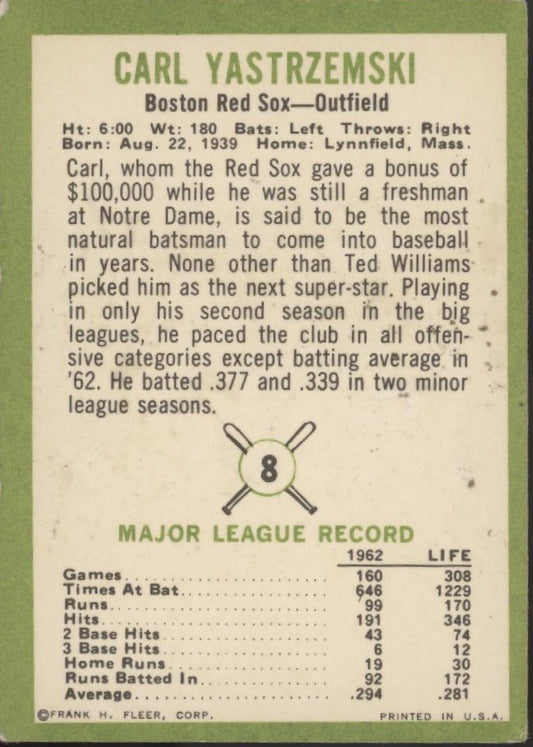 CARL YASTRZEMSKI
Boston Red Sox—Outfield
Ht: 6:00 Wt: 180 Bats: Left Throws: Right
Born: Aug. 22, 1939 Home: Lynnfield, Mass.
Carl, whom the Red Sox gave a bonus of
$100,000 while he was still a freshman
at Notre Dame, is said to be the most
natural batsman to come into baseball
in years. None other than Ted Williams
picked him as the next super-star. Playing
in only his second season in the big
leagues, he paced the club in all offen-
sive categories except batting average in
'62. He batted .377 and .339 in two minor
league seasons.
8
MAJOR LEAGUE RECORD
1962 LIFE
Games 160 308
Times At Bat 646 1229
Runs 99 170
Hits 191 346
2 Base Hits 43 74
3 Base Hits 6 12
Home Runs 19 30
Runs Batted In 92 172
Average .294 .281
©FRANK H. FLEER, CORP. PRINTED IN U.S.A.